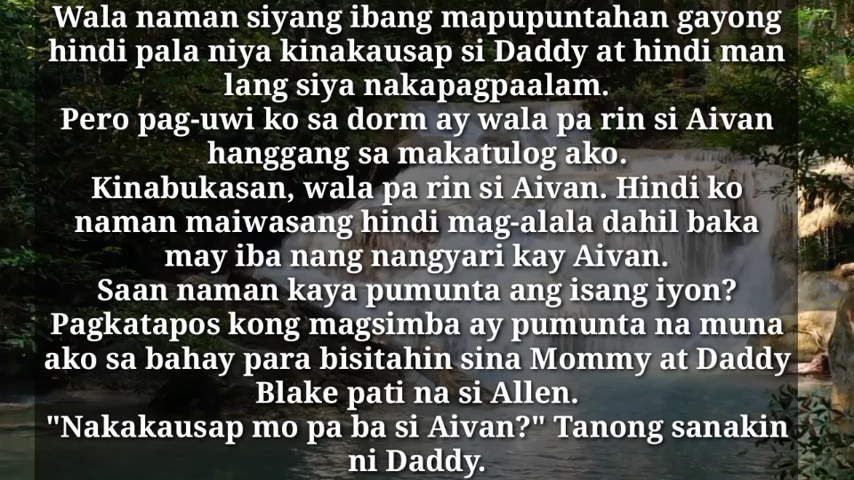 Wala naman siyang ibang mapupuntahan gayong
hindi pala niya kinakausap si Daddy at hindi man
lang siya nakapagpaalam.
Pero pag-uwi ko sa dorm ay wala pa rin si Aivan
hanggang sa makatulog ako.
Kinabukasan, wala pa rin si Aivan. Hindi ko
naman maiwasang hindi mag-alala dahil baka
may iba nang nangyari kay Aivan.
Saan naman kaya pumunta ang isang iyon?
Pagkatapos kong magsimba ay pumunta na muna
ako sa bahay para bisitahin sina Mommy at Daddy
Blake pati na si Allen.
"Nakakausap mo pa ba si Aivan?" Tanong sanakin
ni Daddy.